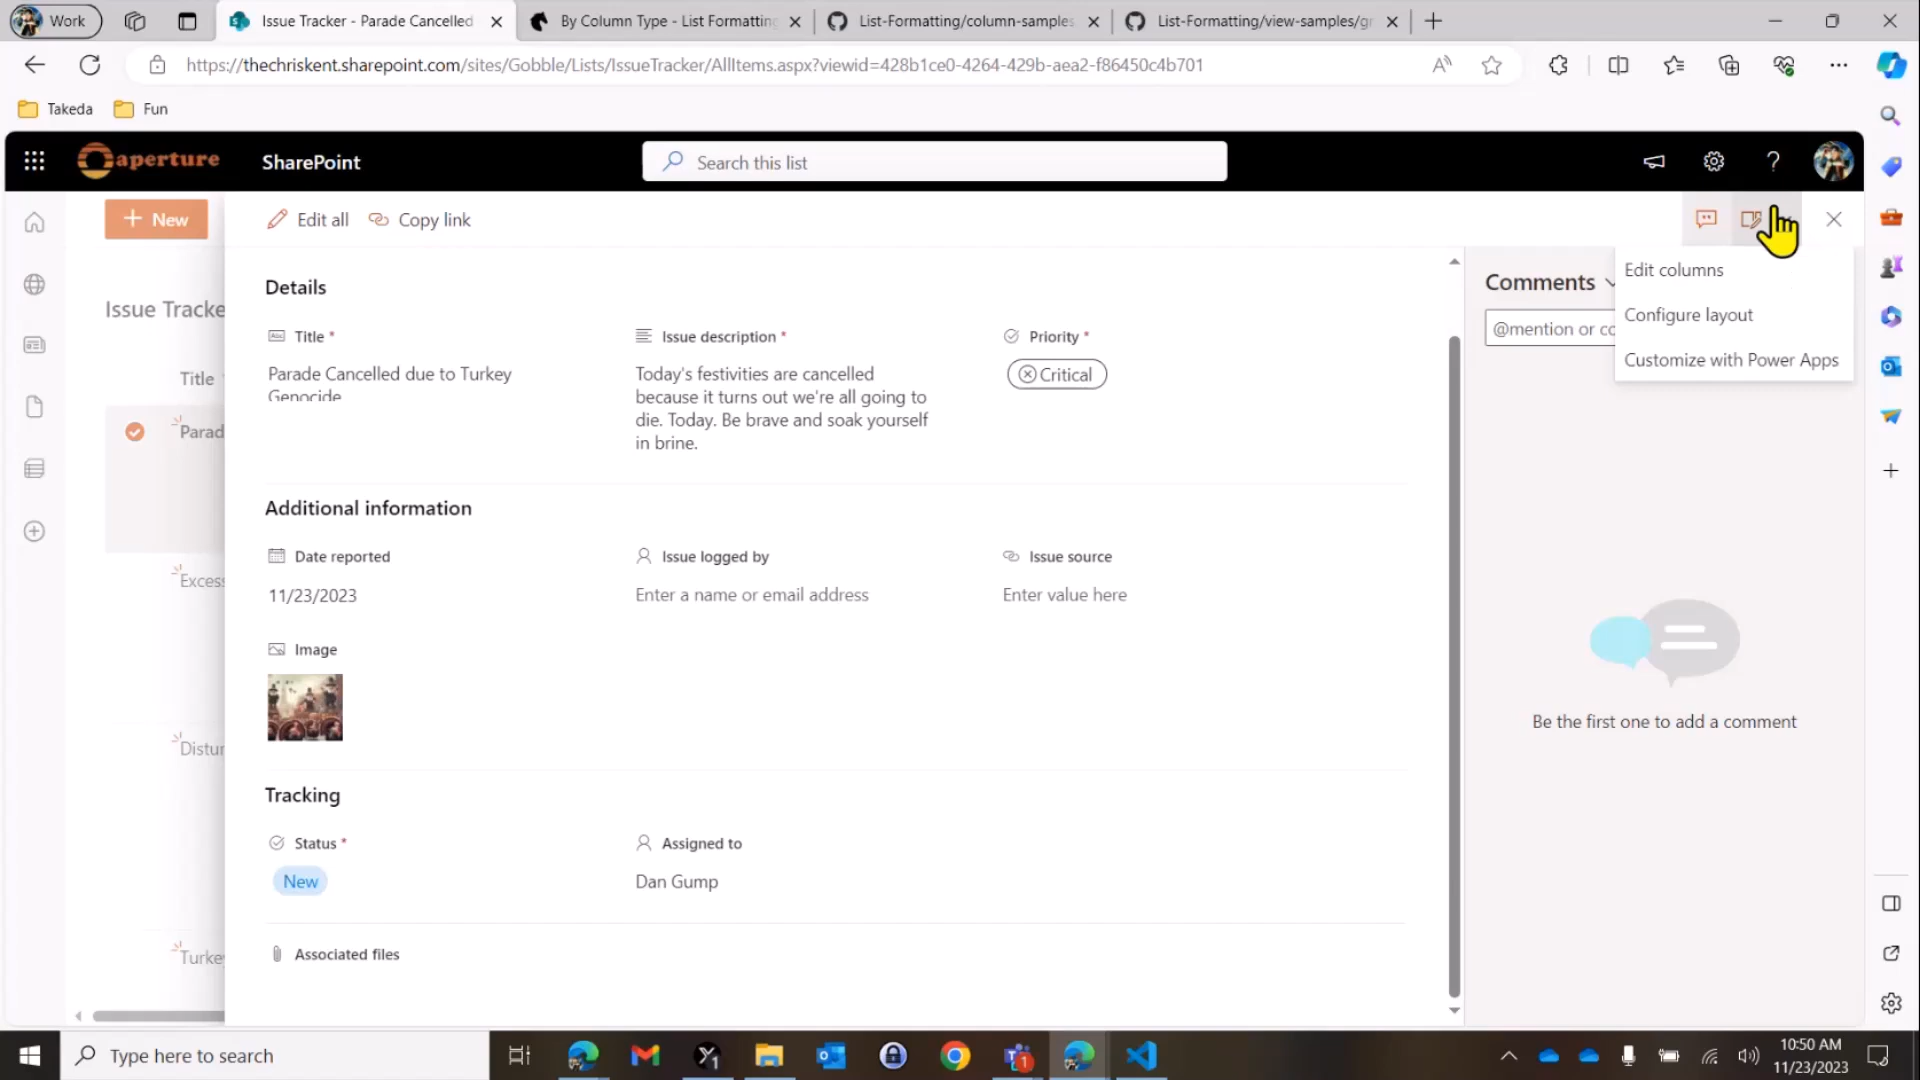 Work
Issue Tracker - Parade Cancelled
By Column Type - List Formatting
List-Formatting/column-samples
List-Formatting/view-samples/gr
https://thechriskent.sharepoint.com/sites/Gobble/Lists/IssueTracker/AllItems.aspx?viewid=428b1ce0-4264-429b-aea2-f86450c4b701
Takeda
Fun
aperture
SharePoint
Search this list
New
Edit all
Copy link
Edit columns
Configure layout
Customize with Power Apps
Issue Tracke
Title
Parad
Excess
Distur
Turke
Details
Title *
Parade Cancelled due to Turkey
Genocide
Issue description *
Today's festivities are cancelled
because it turns out we're all going to
die. Today. Be brave and soak yourself
in brine.
Priority *
Critical
Additional information
Date reported
11/23/2023
Issue logged by
Enter a name or email address
Issue source
Enter value here
Image
Tracking
Status *
New
Assigned to
Dan Gump
Associated files
Comments
@mention or co
Be the first one to add a comment
Type here to search
10:50 AM
11/23/2023